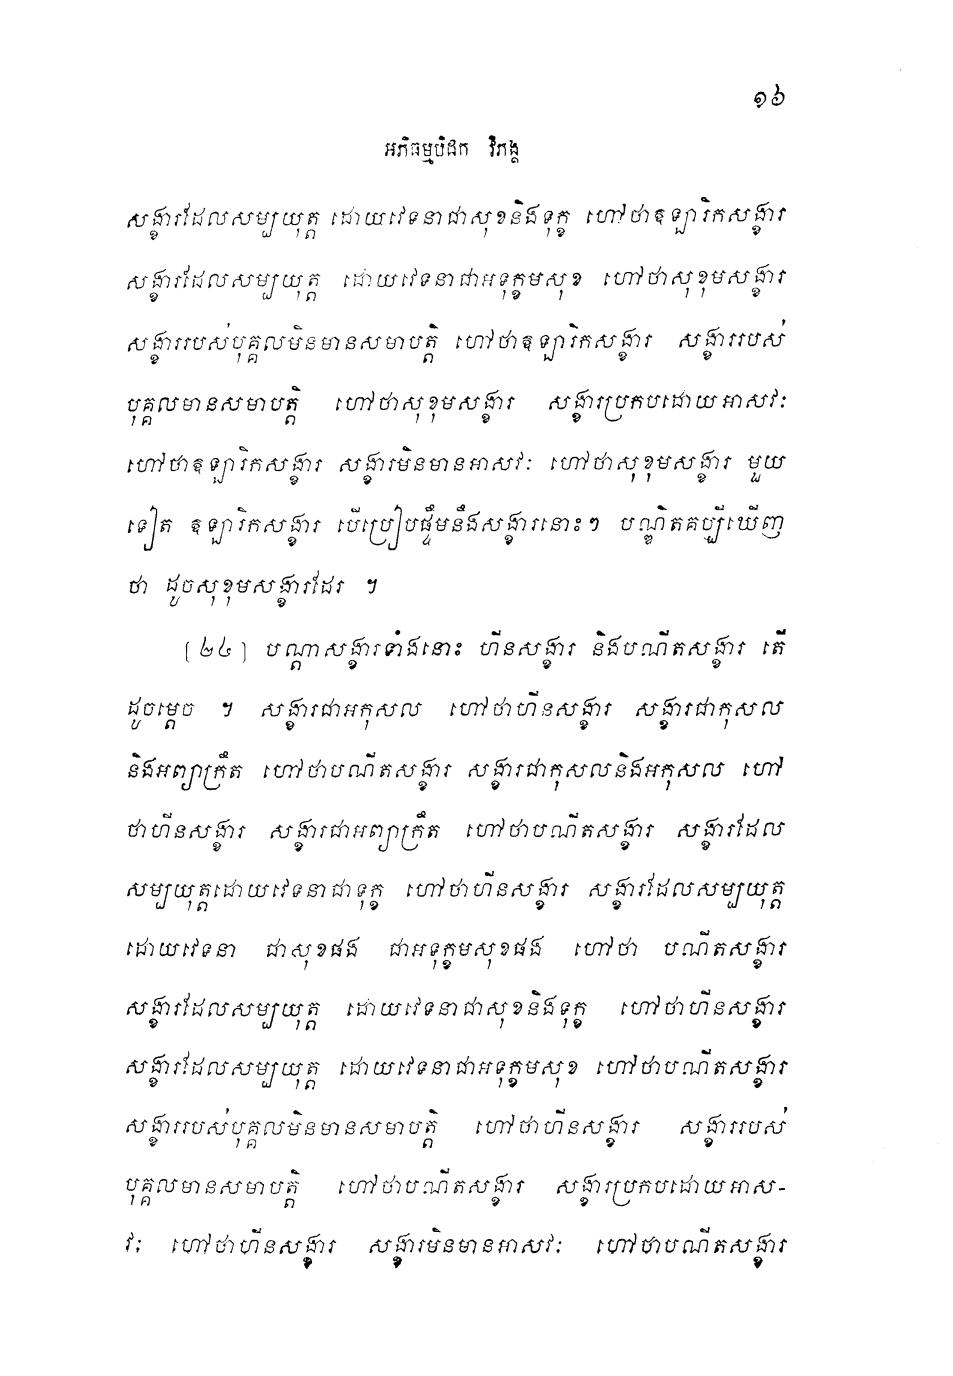 ១៦
អភិធម្មបិដក វិភង្គ
សង្ខារដែលសម្បយុត្ត ដោយវេទនាជាសុខនិងទុក្ខ ហៅថាឱឡារិកសង្ខារ
សង្ខារដែលសម្បយុត្ត ដោយវេទនាជាអទុក្ខមសុខ ហៅថាសុខុមសង្ខារ
សង្ខាររបស់បុគ្គលមិនមានសមាបត្តិ ហៅថាឱឡារិកសង្ខារ សង្ខាររបស់
បុគ្គលមានសមាបត្តិ ហៅថាសុខុមសង្ខារ សង្ខារប្រកបដោយអាសវៈ
ហៅថាឱឡារិកសង្ខារ សង្ខារមិនមានអាសវៈ ហៅថាសុខុមសង្ខារ មួយ
ទៀត ឱឡារិកសង្ខារ បើប្រៀបផ្ទឹមនឹងសង្ខារនោះៗ បណ្ឌិតគប្បីឃើញ
ថា ដូចសុខុមសង្ខារដែរ ។
[៤៤] បណ្តាសង្ខារទាំងនោះ ហីនសង្ខារ និងបណីតសង្ខារ តើ
ដូចម្តេច ។ សង្ខារជាអកុសល ហៅថាហីនសង្ខារ សង្ខារជាកុសល
និងអព្យាក្រឹត ហៅថាបណីតសង្ខារ សង្ខារជាកុសលនិងអកុសល ហៅ
ថាហីនសង្ខារ សង្ខារជាអព្យាក្រឹត ហៅថាបណីតសង្ខារ សង្ខារដែល
សម្បយុត្តដោយវេទនាជាទុក្ខ ហៅថាហីនសង្ខារ សង្ខារដែលសម្បយុត្ត
ដោយវេទនា ជាសុខផង ជាអទុក្ខមសុខផង ហៅថា បណីតសង្ខារ
សង្ខារដែលសម្បយុត្ត ដោយវេទនាជាសុខនិងទុក្ខ ហៅថាហីនសង្ខារ
សង្ខារដែលសម្បយុត្ត ដោយវេទនាជាអទុក្ខមសុខ ហៅថាបណីតសង្ខារ
សង្ខាររបស់បុគ្គលមិនមានសមាបត្តិ ហៅថាហីនសង្ខារ សង្ខាររបស់
បុគ្គលមានសមាបត្តិ ហៅថាបណីតសង្ខារ សង្ខារប្រកបដោយអាស-
វៈ ហៅថាហីនសង្ខារ សង្ខារមិនមានអាសវៈ ហៅថាបណីតសង្ខារ